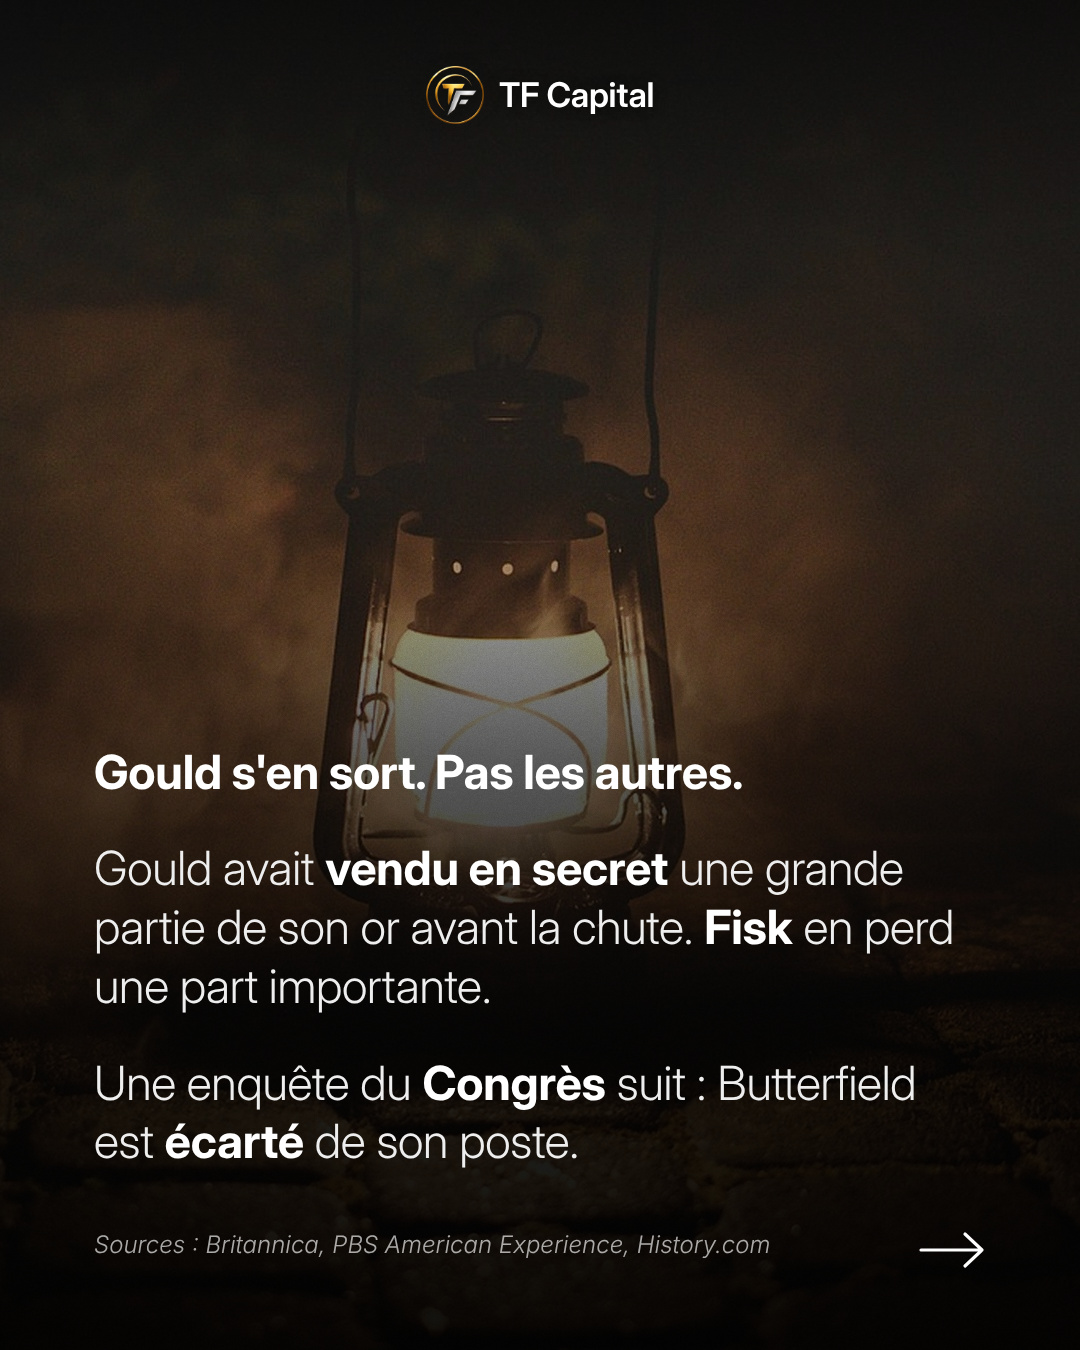 TF TF Capital
Gould s'en sort. Pas les autres.
Gould avait vendu en secret une grande
partie de son or avant la chute. Fisk en perd
une part importante.
Une enquête du Congrès suit : Butterfield
est écarté de son poste.
Sources : Britannica, PBS American Experience, History.com